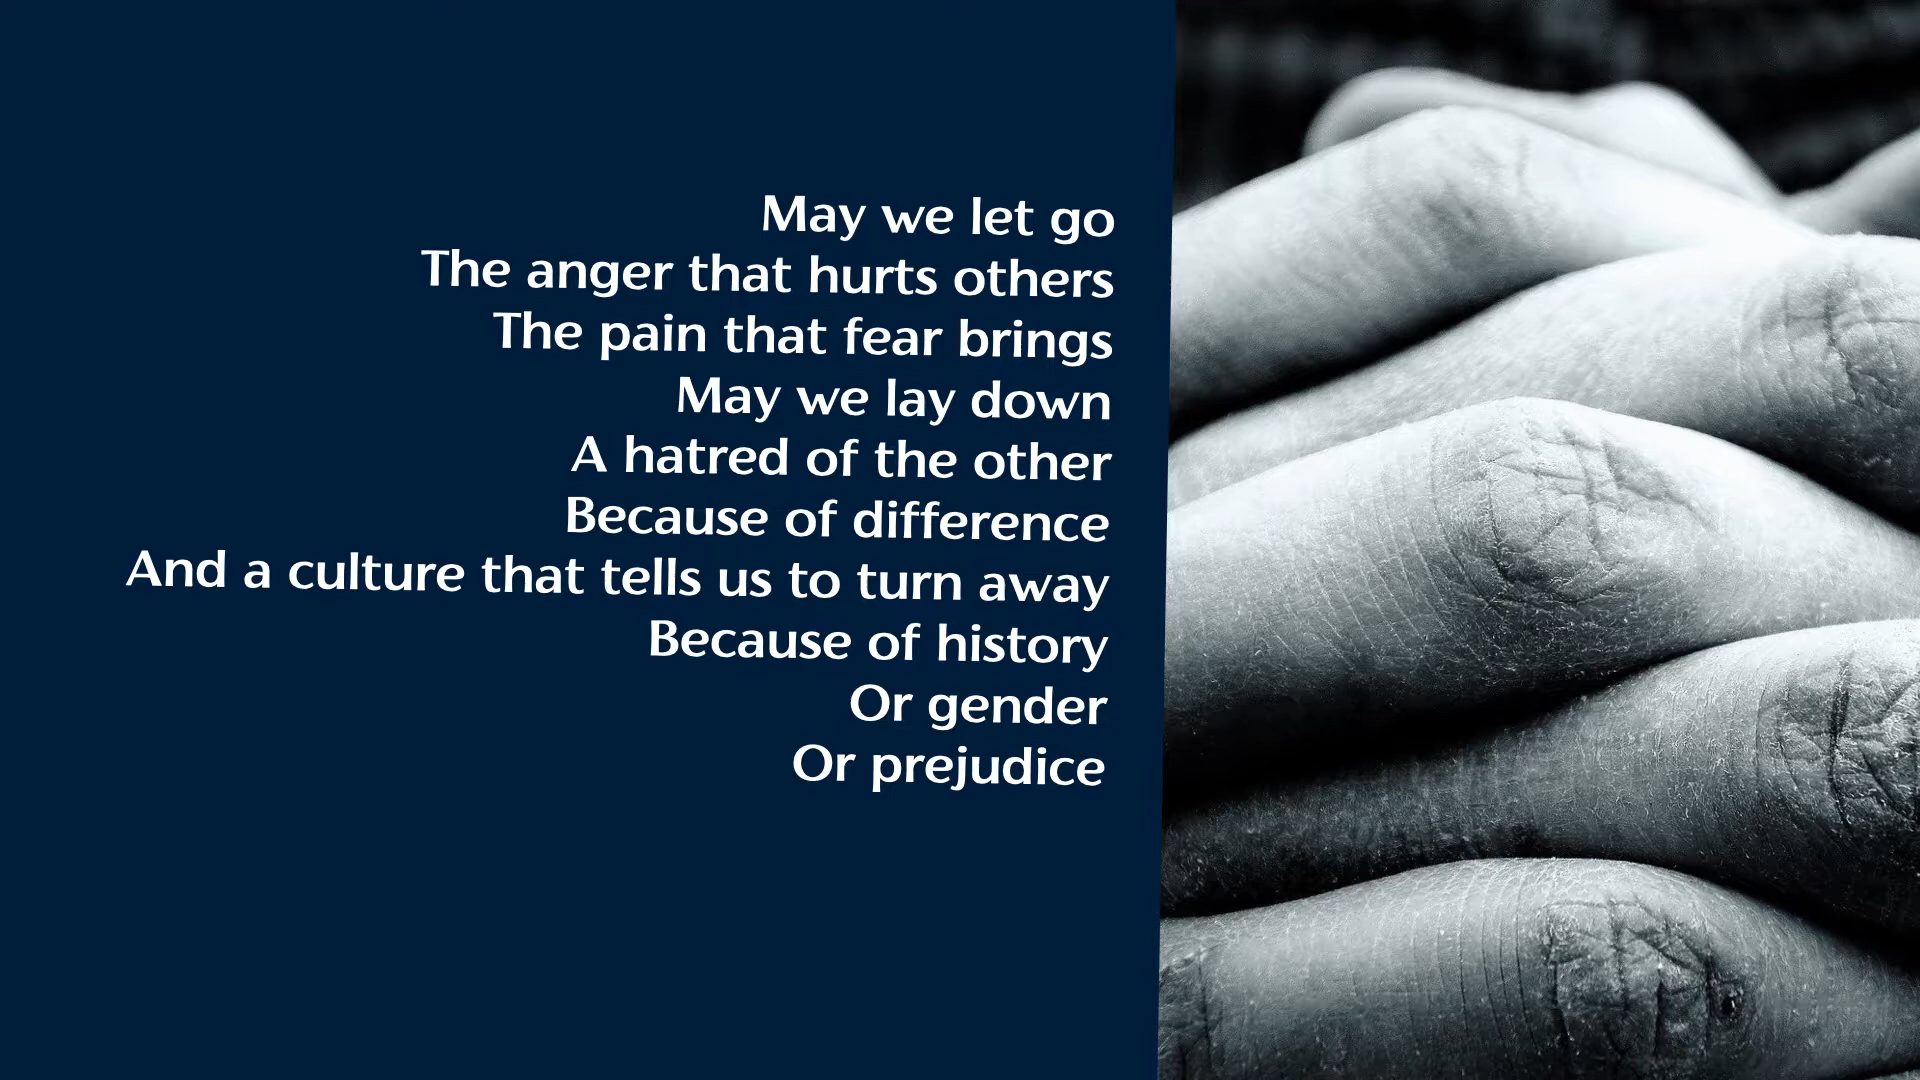 May we let go
The anger that hurts others
The pain that fear brings
May we lay down
A hatred of the other
Because of difference
And a culture that tells us to turn away
Because of history
Or gender
Or prejudice